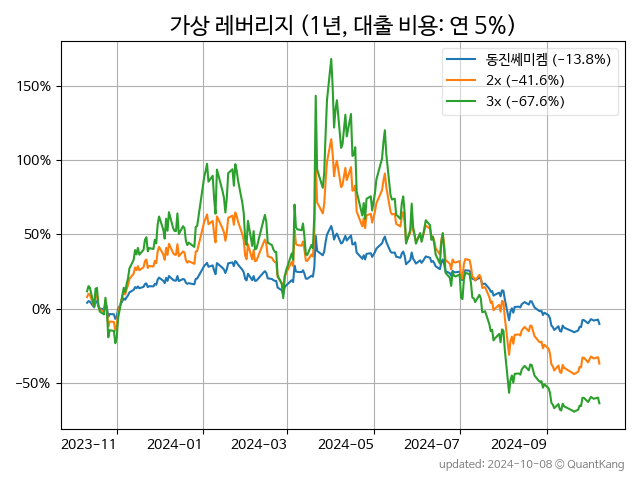 가상 레버리지 (1년, 대출 비용: 연 5%)
동진쎄미켐 (−13.8%)
2x (−41.6%)
3x (−67.6%)
150%
100%
50%
0%
−50%
2023-11
2024-01
2024-03
2024-05
2024-07
2024-09
updated: 2024-10-08 © QuantKang